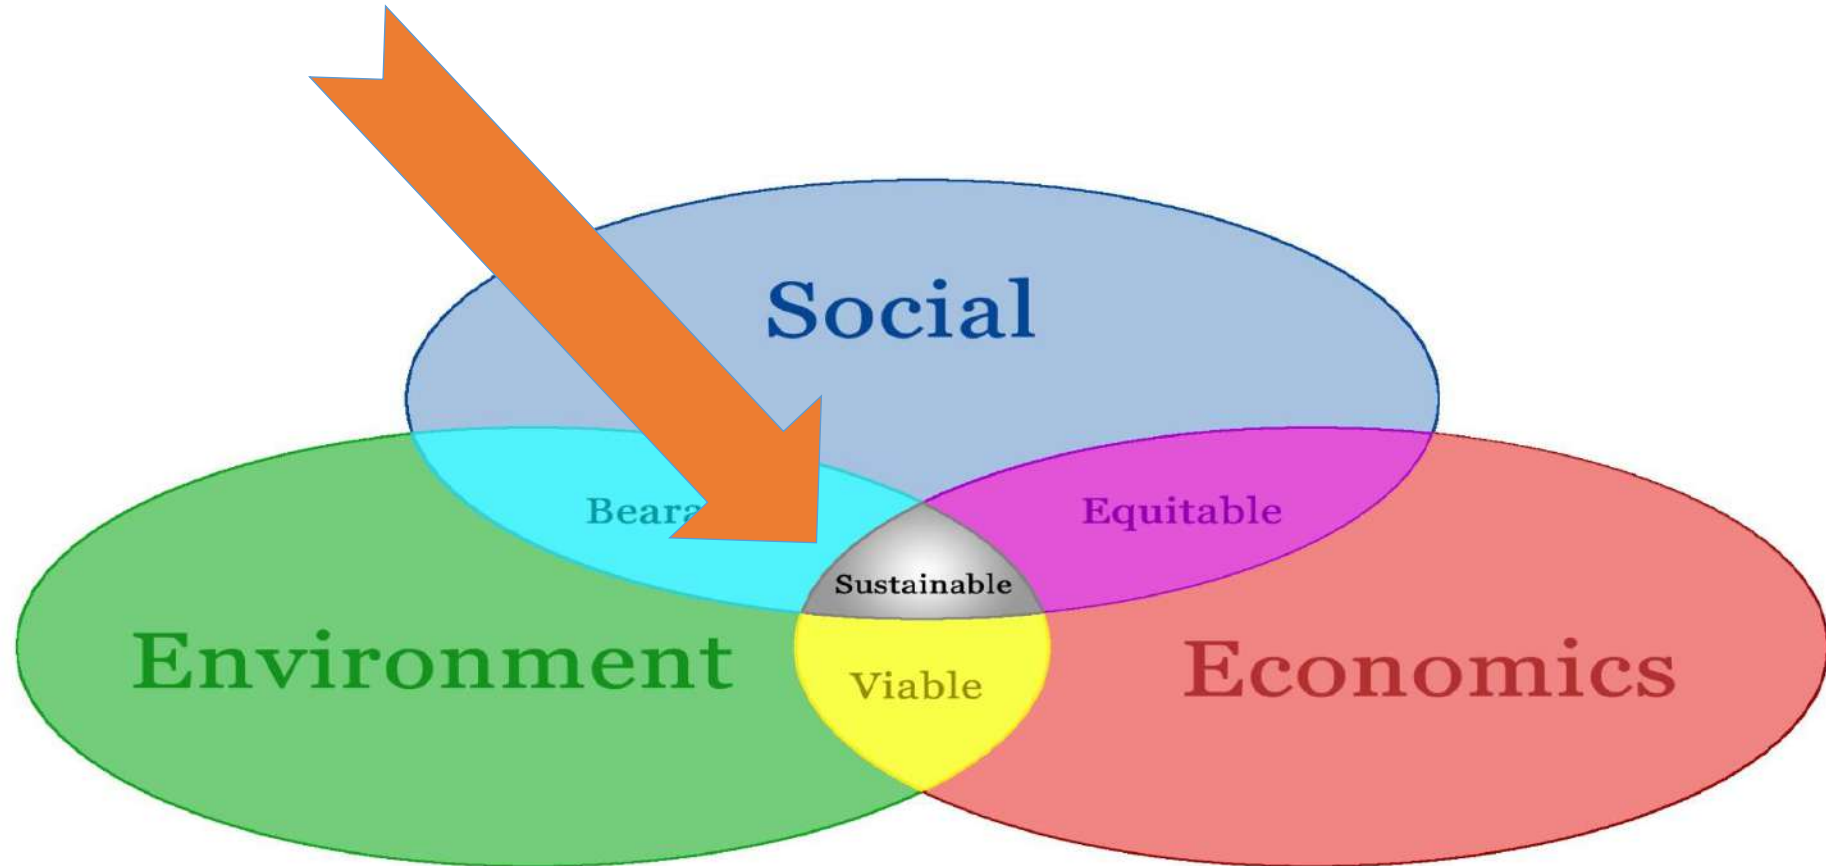 Social
Equitable
Sustainable
Environment
Economics
Viable